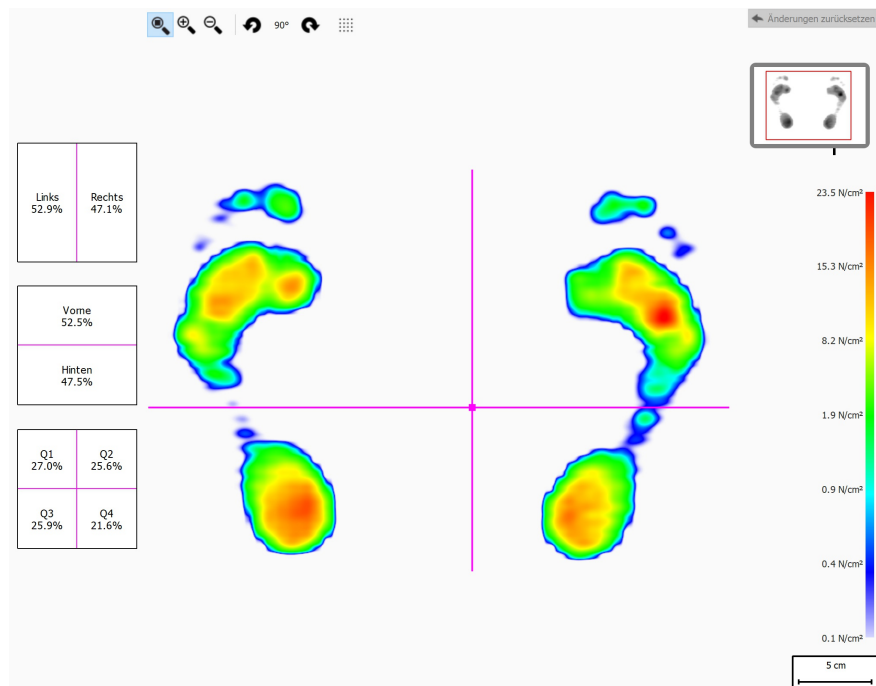 90°
Änderungen zurücksetzen
Links
52.9%
Rechts
47.1%
Vorne
52.5%
Hinten
47.5%
Q1
27.0%
Q2
25.6%
Q3
25.9%
Q4
21.6%
23.5 N/cm²
15.3 N/cm²
8.2 N/cm²
1.9 N/cm²
0.9 N/cm²
0.4 N/cm²
0.1 N/cm²
5 cm